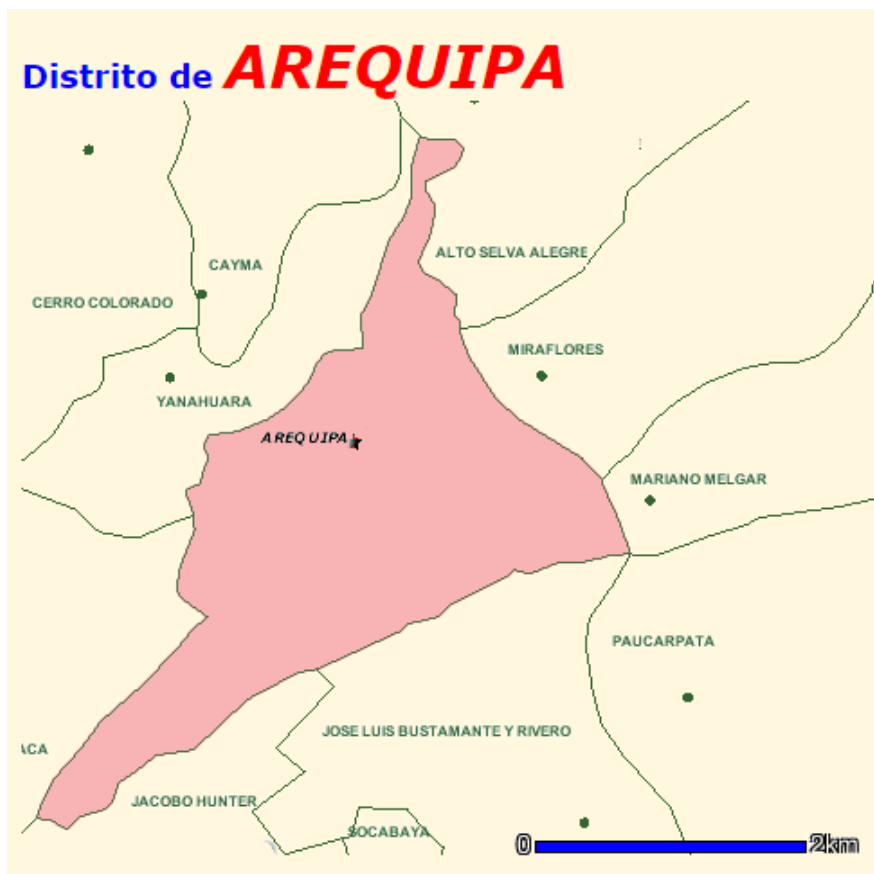 Distrito de AREQUIPA
ALTO SELVA ALEGRE
CAYMA
CERRO COLORADO
MIRAFLORES
YANAHUARA
AREQUIPA
MARIANO MELGAR
PAUCARPATA
JOSE LUIS BUSTAMANTE Y RIVERO
ACA
JACOBO HUNTER
SOCABAYA
0 2km